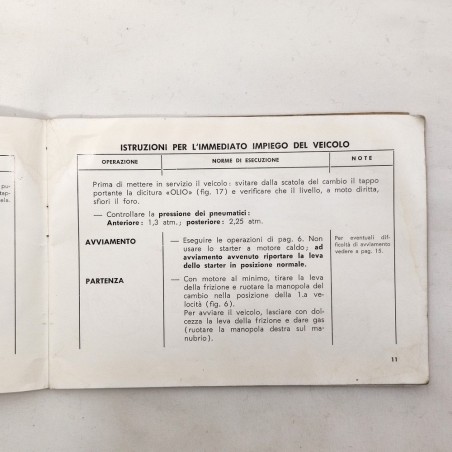 pu-
tap-
ela.
ISTRUZIONI PER L'IMMEDIATO IMPIEGO DEL VEICOLO
OPERAZIONE NORME DI ESECUZIONE NOTE
Prima di mettere in servizio il veicolo: svitare dalla scatola del cambio il tappo
portante la dicitura «OLIO» (fig. 17) e verificare che il livello, a moto diritta,
sfiori il foro.
— Controllare la pressione dei pneumatici:
Anteriore: 1,3 atm.; posteriore: 2,25 atm.
AVVIAMENTO — Eseguire le operazioni di pag. 6. Non
usare lo starter a motore caldo; ad
avviamento avvenuto riportare la leva
dello starter in posizione normale.
Per eventuali dif-
ficoltà di avviamento
vedere a pag. 15.
PARTENZA — Con motore al minimo, tirare la leva
della frizione e ruotare la manopola del
cambio nella posizione della 1.a ve-
locità (fig. 6).
Per avviare il veicolo, lasciare con dol-
cezza la leva della frizione e dare gas
(ruotare la manopola destra sul ma-
nubrio).
11